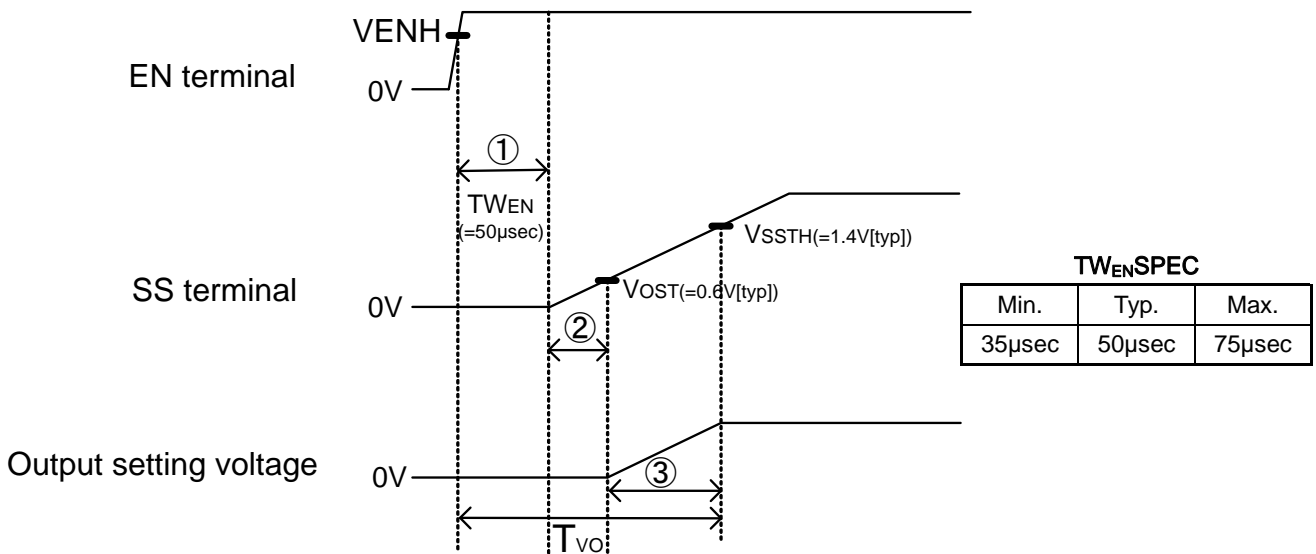 VENH
EN terminal
0V
①
TWEN
(=50µsec)
VSSTH(=1.4V[typ])
SS terminal
VOST(=0.6V[typ])
0V
②
TWENSPEC
Min. Typ. Max.
35µsec 50µsec 75µsec
Output setting voltage
0V
③
TVO